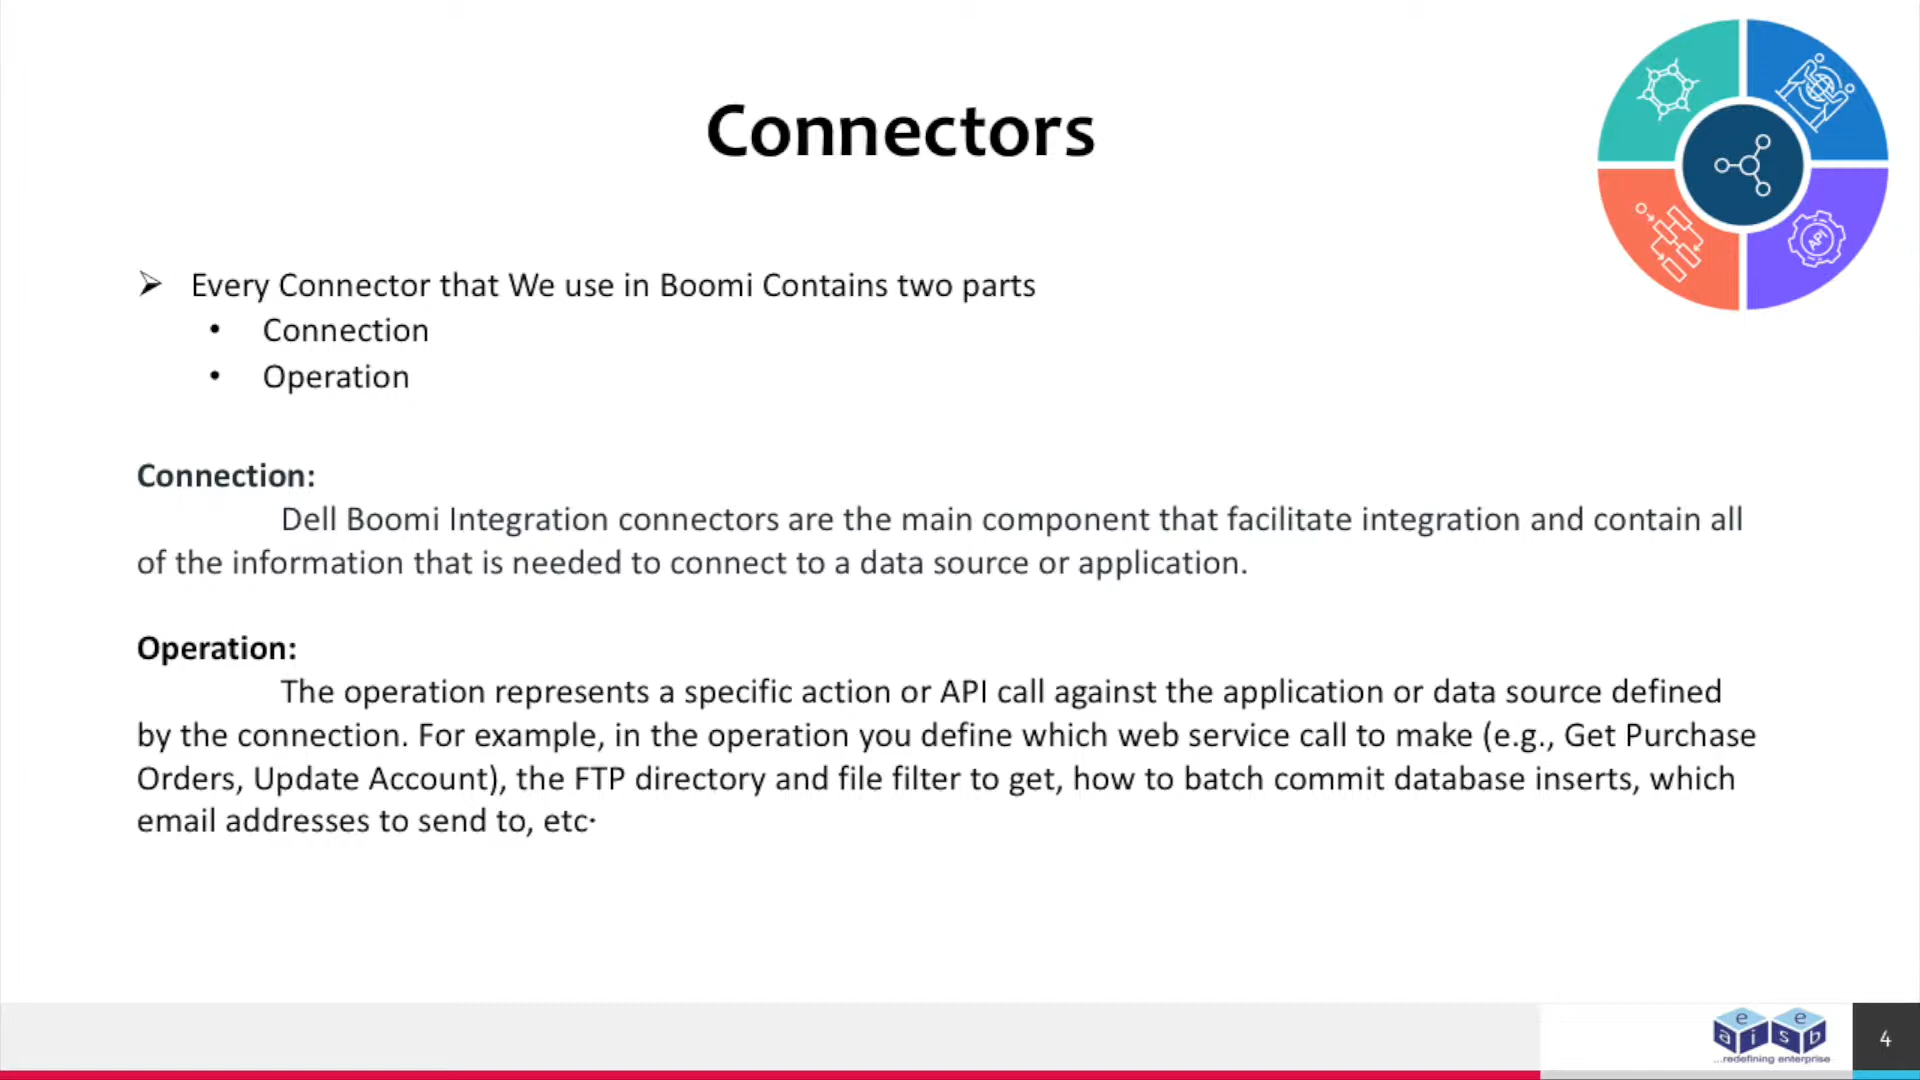 Connectors
API
➢ Every Connector that We use in Boomi Contains two parts
• Connection
• Operation
Connection:
Dell Boomi Integration connectors are the main component that facilitate integration and contain all
of the information that is needed to connect to a data source or application.
Operation:
The operation represents a specific action or API call against the application or data source defined
by the connection. For example, in the operation you define which web service call to make (e.g., Get Purchase
Orders, Update Account), the FTP directory and file filter to get, how to batch commit database inserts, which
email addresses to send to, etc·
e e
a i s b
...redefining enterprise
4